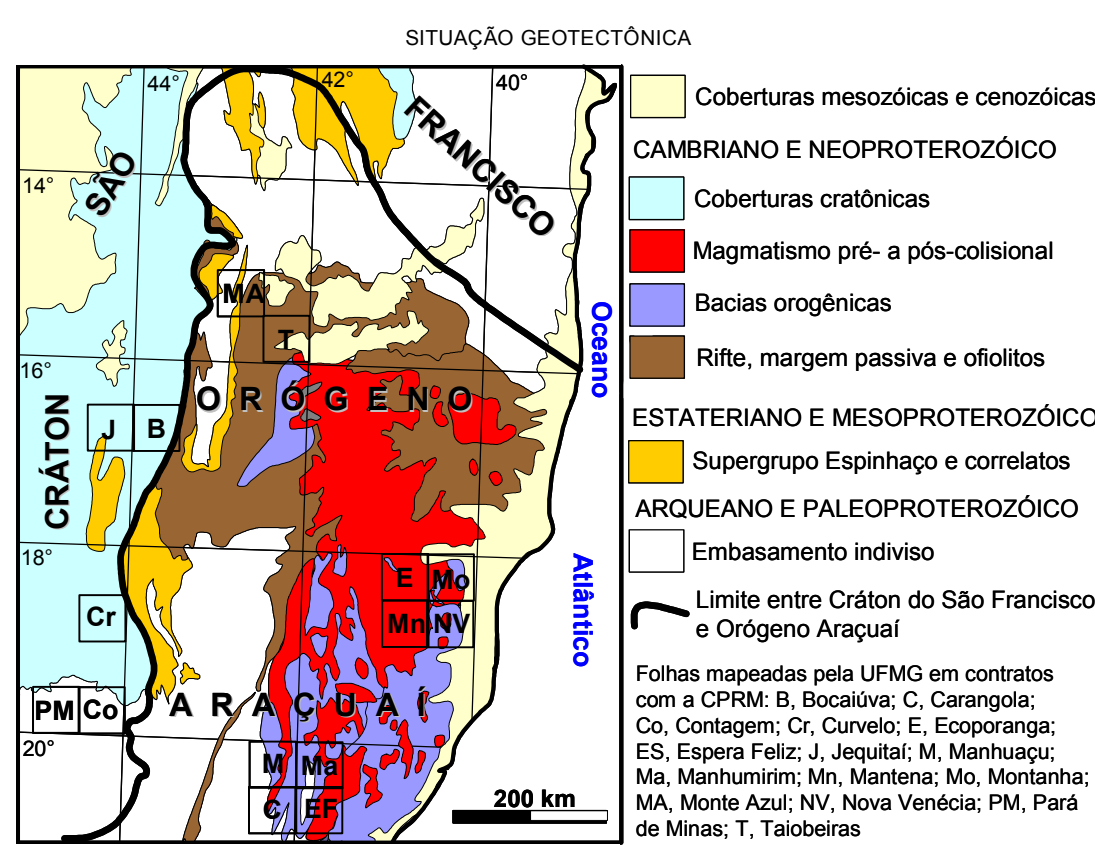 SITUAÇÃO GEOTECTÔNICA
44°
42°
40°
SÃO
FRANCISCO
14°
MA
T
16°
ORÓGENO
Oceano
CRÁTON
J
B
18°
E
Mo
Atlântico
Cr
Mn
NV
PM
Co
ARAÇUAÍ
20°
M
Ma
C
EF
200 km
Coberturas mesozóicas e cenozóicas
CAMBRIANO E NEOPROTEROZÓICO
Coberturas cratônicas
Magmatismo pré- a pós-colisional
Bacias orogênicas
Rifte, margem passiva e ofiolitos
ESTATERIANO E MESOPROTEROZÓICO
Supergrupo Espinhaço e correlatos
ARQUEANO E PALEOPROTEROZÓICO
Embasamento indiviso
Limite entre Cráton do São Francisco
e Orógeno Araçuaí
Folhas mapeadas pela UFMG em contratos
com a CPRM: B, Bocaiúva; C, Carangola;
Co, Contagem; Cr, Curvelo; E, Ecoporanga;
ES, Espera Feliz; J, Jequitaí; M, Manhuaçu;
Ma, Manhumirim; Mn, Mantena; Mo, Montanha;
MA, Monte Azul; NV, Nova Venécia; PM, Pará
de Minas; T, Taiobeiras